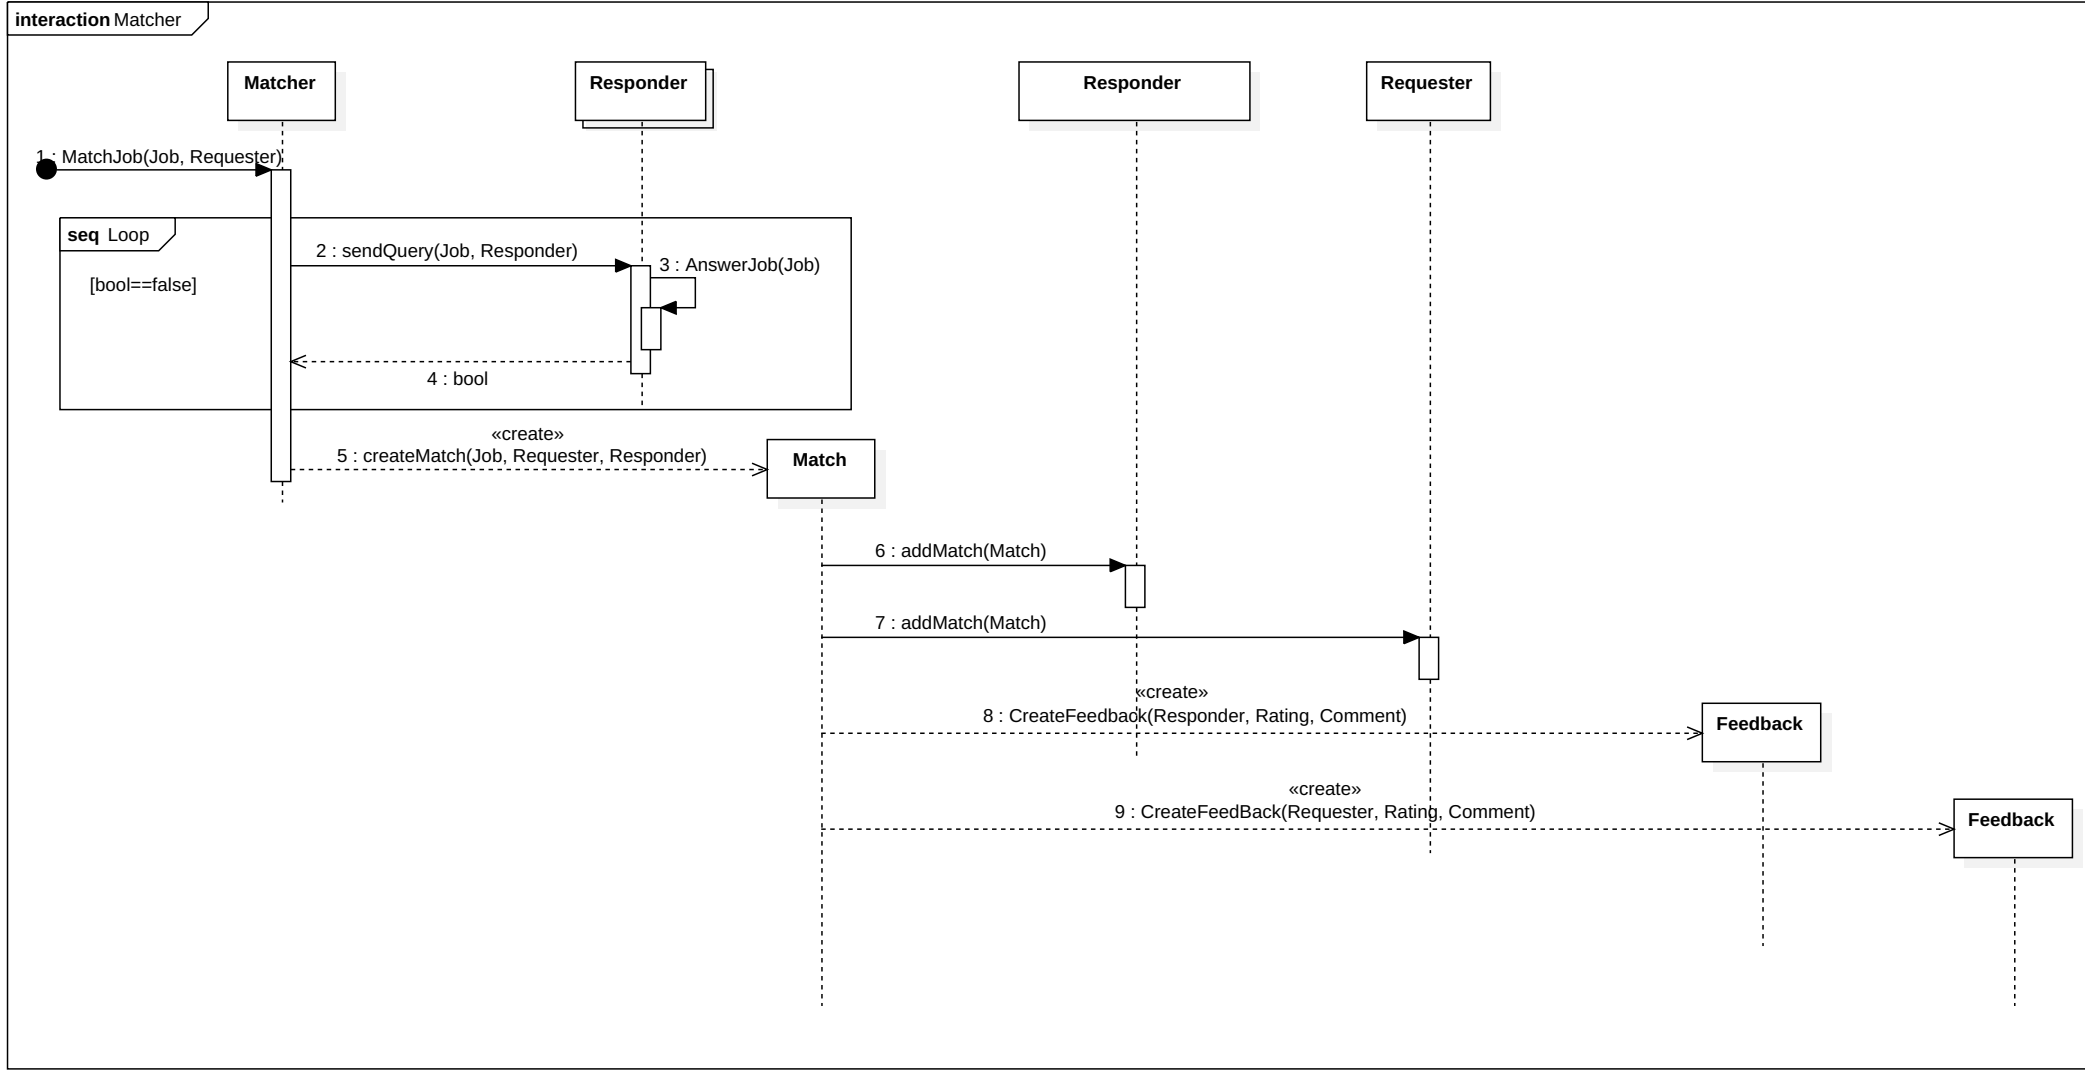 interaction Matcher
Matcher
Responder
Responder
Requester
1 : MatchJob(Job, Requester)
seq Loop
2 : sendQuery(Job, Responder)
3 : AnswerJob(Job)
[bool==false]
4 : bool
«create»
5 : createMatch(Job, Requester, Responder)
Match
6 : addMatch(Match)
7 : addMatch(Match)
«create»
8 : CreateFeedback(Responder, Rating, Comment)
Feedback
«create»
9 : CreateFeedBack(Requester, Rating, Comment)
Feedback